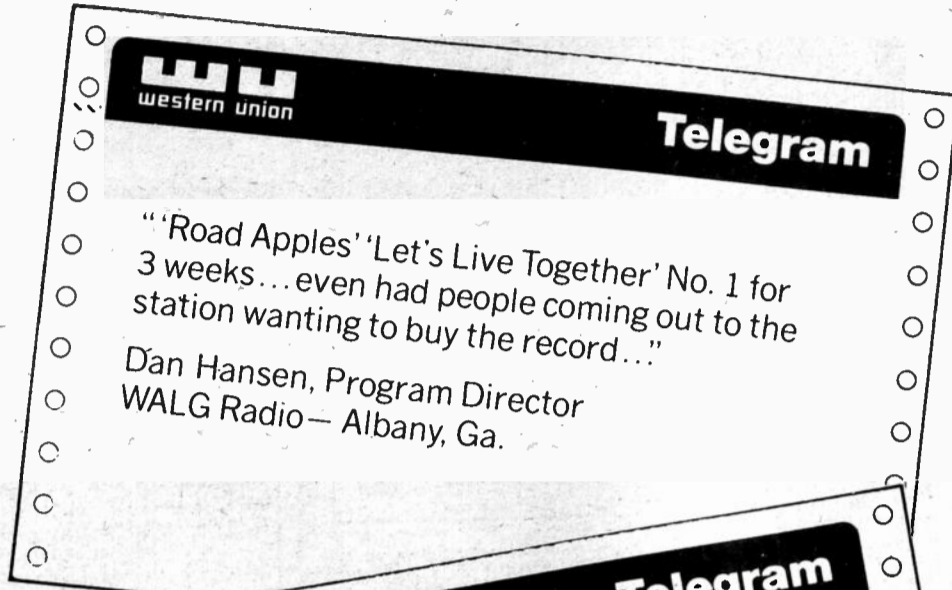 western union
Telegram
“‘Road Apples’ ‘Let's Live Together’ No. 1 for
3 weeks...even had people coming out to the
station wanting to buy the record...”
Dan Hansen, Program Director
WALG Radio— Albany, Ga.
Telegram